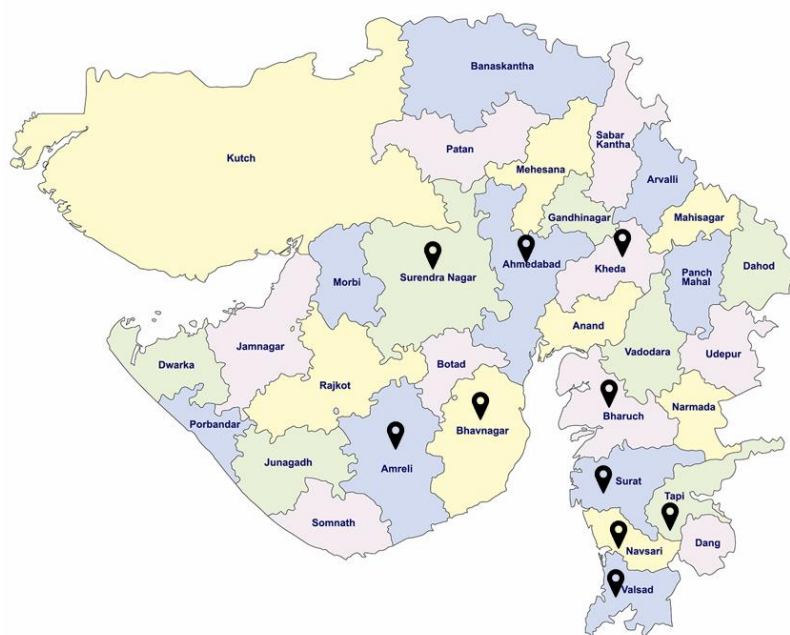 Banaskantha
Kutch
Patan
Mehesana
Sabar
Kantha
Arvalli
Gandhinagar
Mahisagar
Morbi
Surendra Nagar
Ahmedabad
Kheda
Panch
Mahal
Dahod
Jamnagar
Anand
Dwarka
Rajkot
Botad
Vadodara
Udepur
Porbandar
Bhavnagar
Bharuch
Narmada
Junagadh
Amreli
Surat
Tapi
Somnath
Navsari
Dang
Valsad